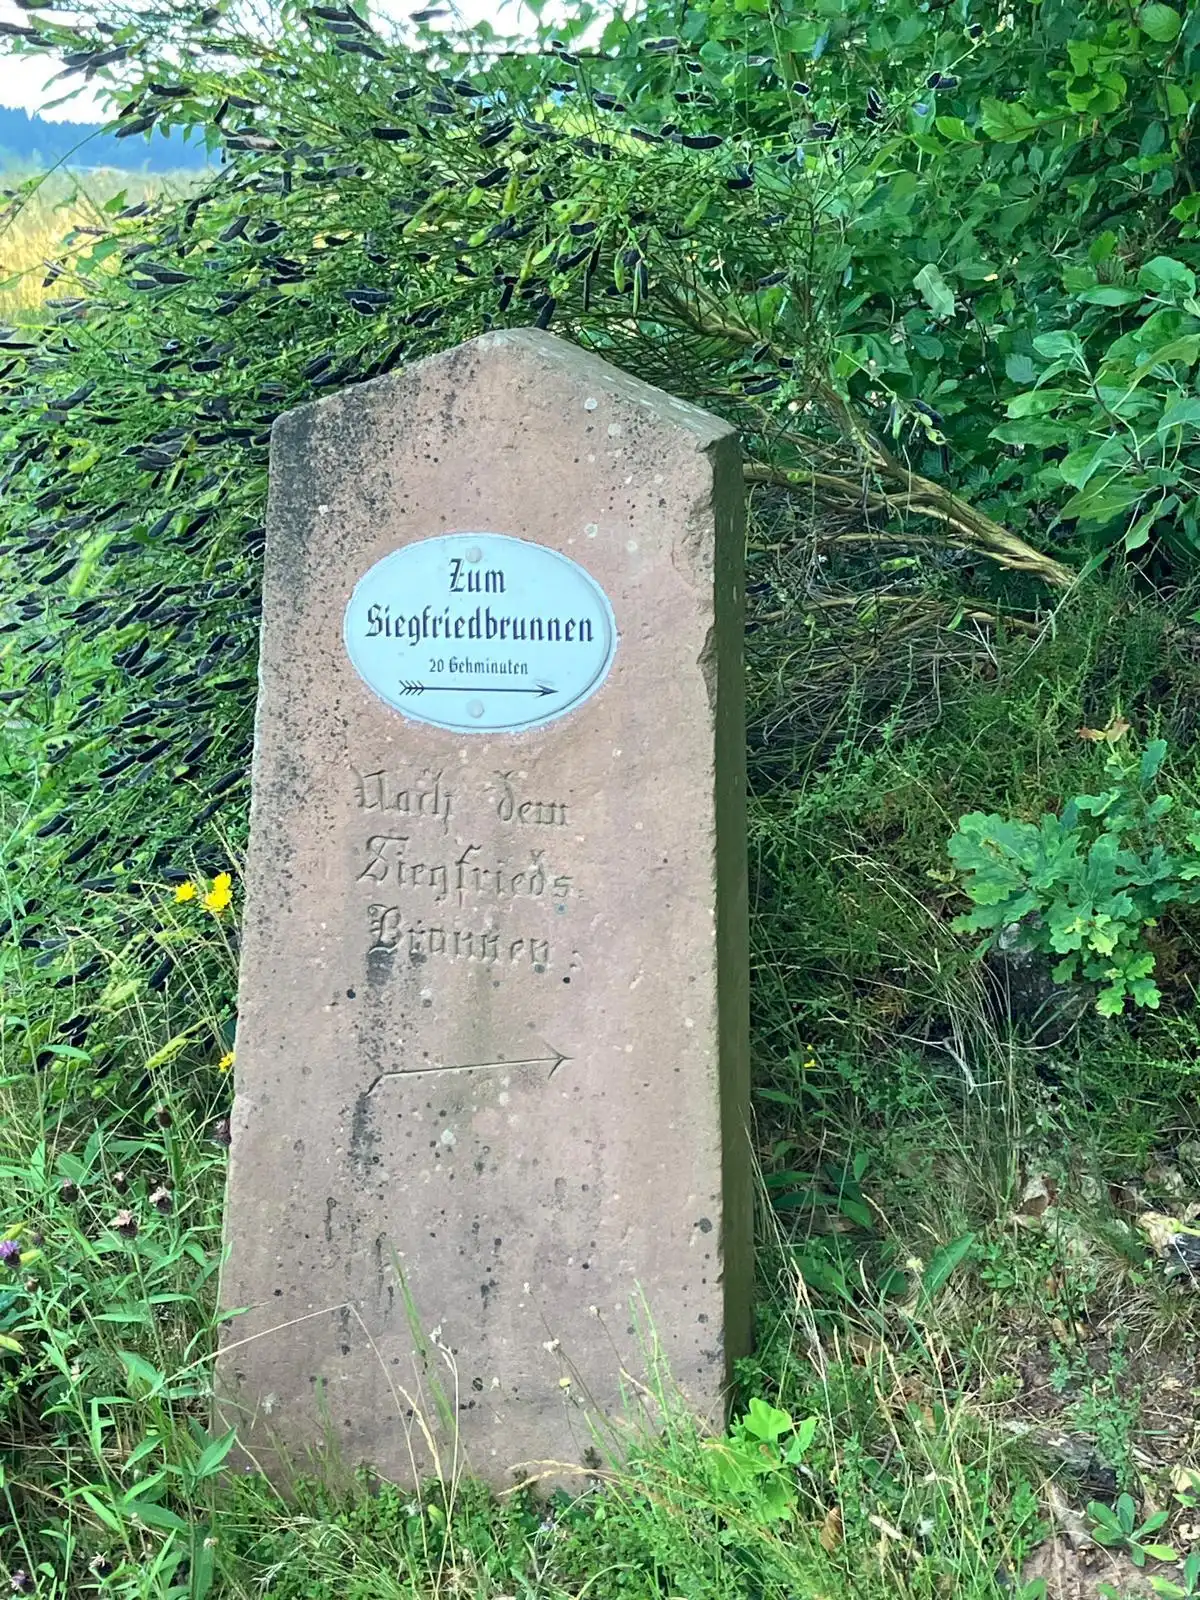 Zum
Siegfriedbrunnen
20 Gehminuten
Nach dem
Siegfrieds-
Brunnen: